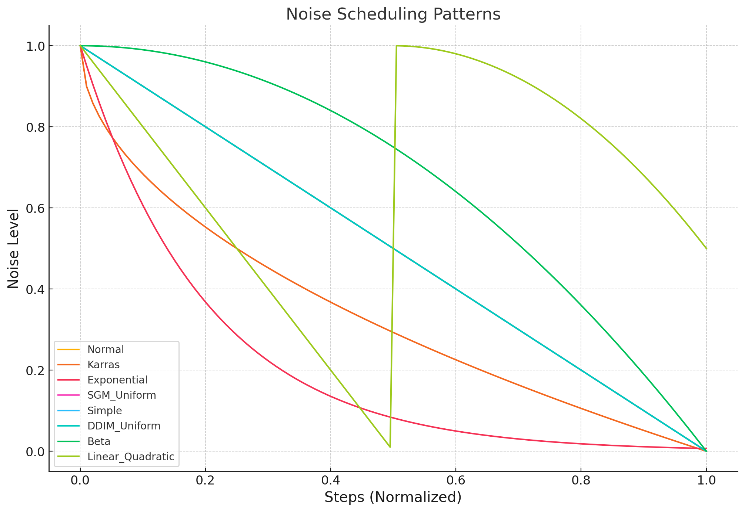 Noise Scheduling Patterns
1.0
0.8
0.6
0.4
0.2
0.0
Noise Level
Normal
Karras
Exponential
SGM_Uniform
Simple
DDIM_Uniform
Beta
Linear_Quadratic
0.0 0.2 0.4 0.6 0.8 1.0
Steps (Normalized)